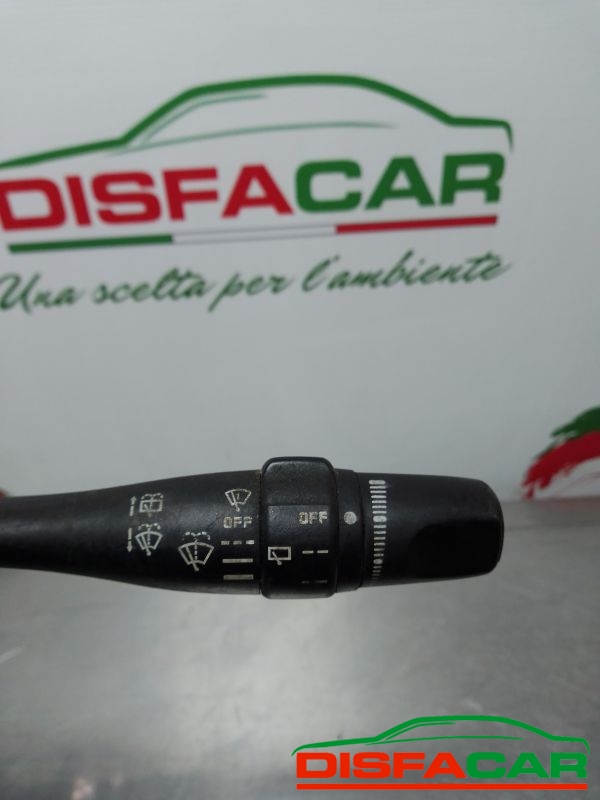 DISFACAR
Una scelta per l'ambiente
OFF OFF
DISFACAR